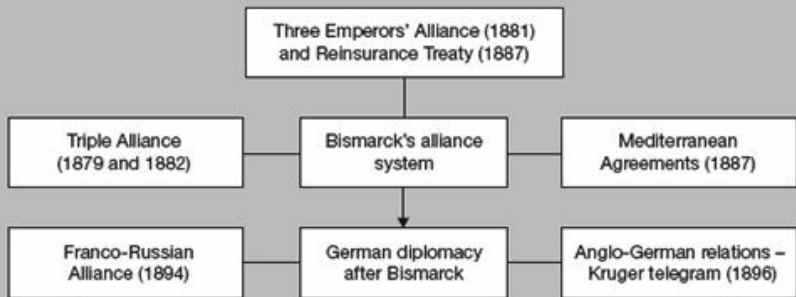 Three Emperors' Alliance (1881)
and Reinsurance Treaty (1887)
Triple Alliance
(1879 and 1882)
Bismarck's alliance
system
Mediterranean
Agreements (1887)
Franco-Russian
Alliance (1894)
German diplomacy
after Bismarck
Anglo-German relations –
Kruger telegram (1896)